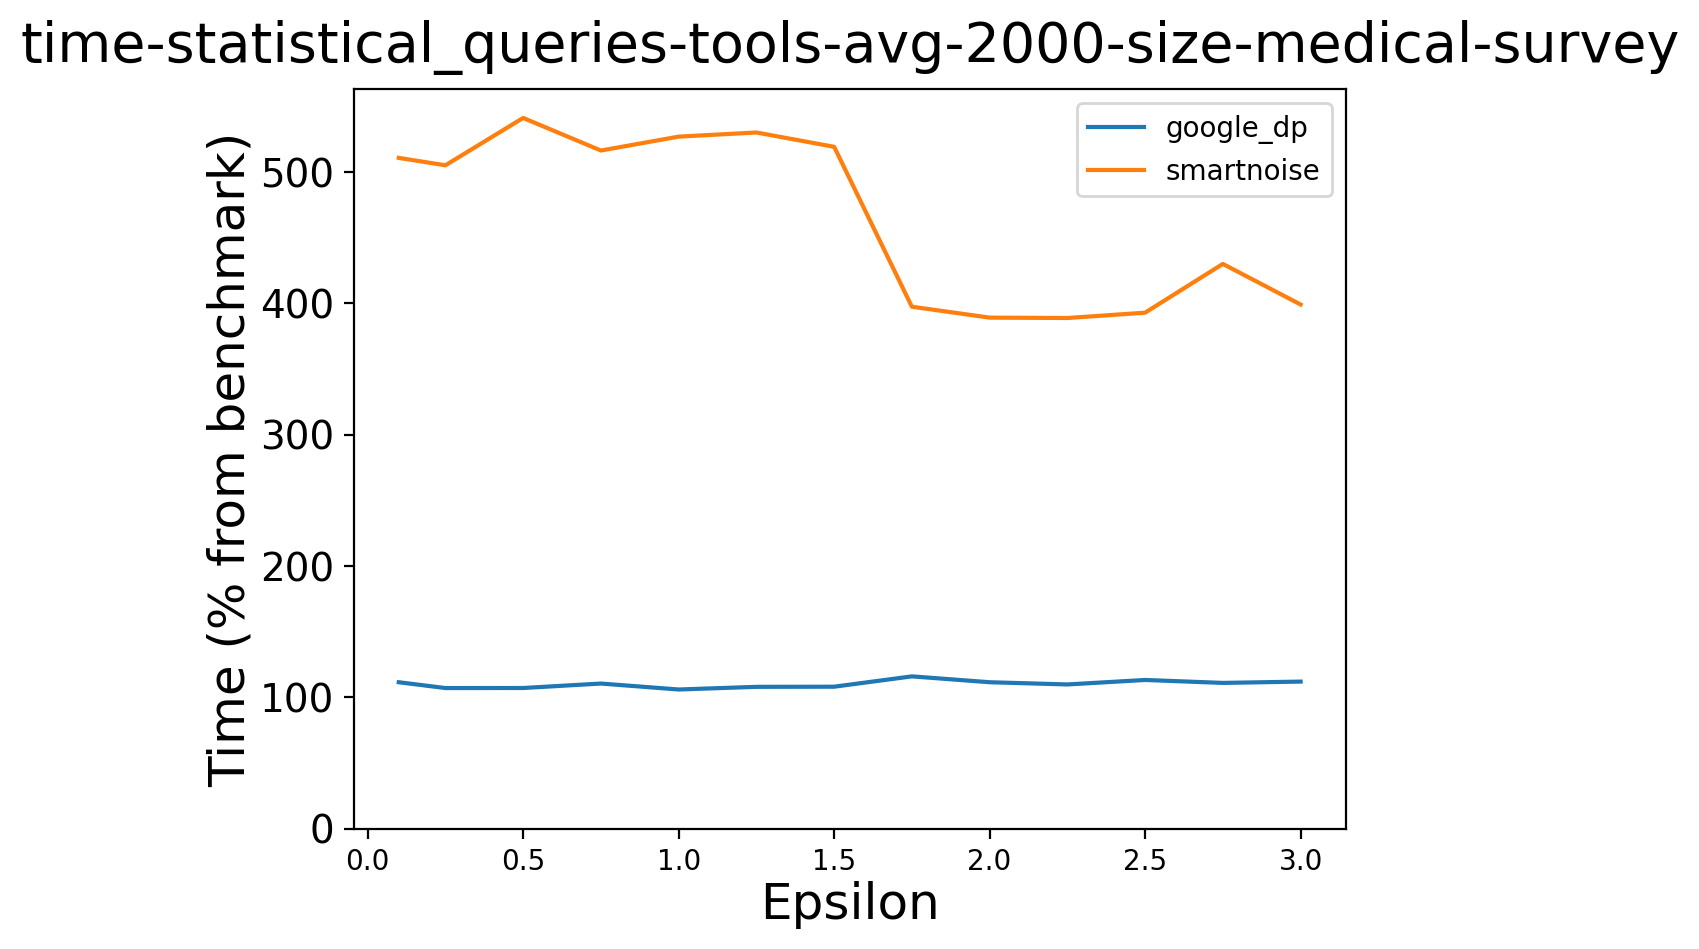 time-statistical_queries-tools-avg-2000-size-medical-survey
google_dp
smartnoise
Time (% from benchmark)
500
400
300
200
100
0
0.0 0.5 1.0 1.5 2.0 2.5 3.0
Epsilon